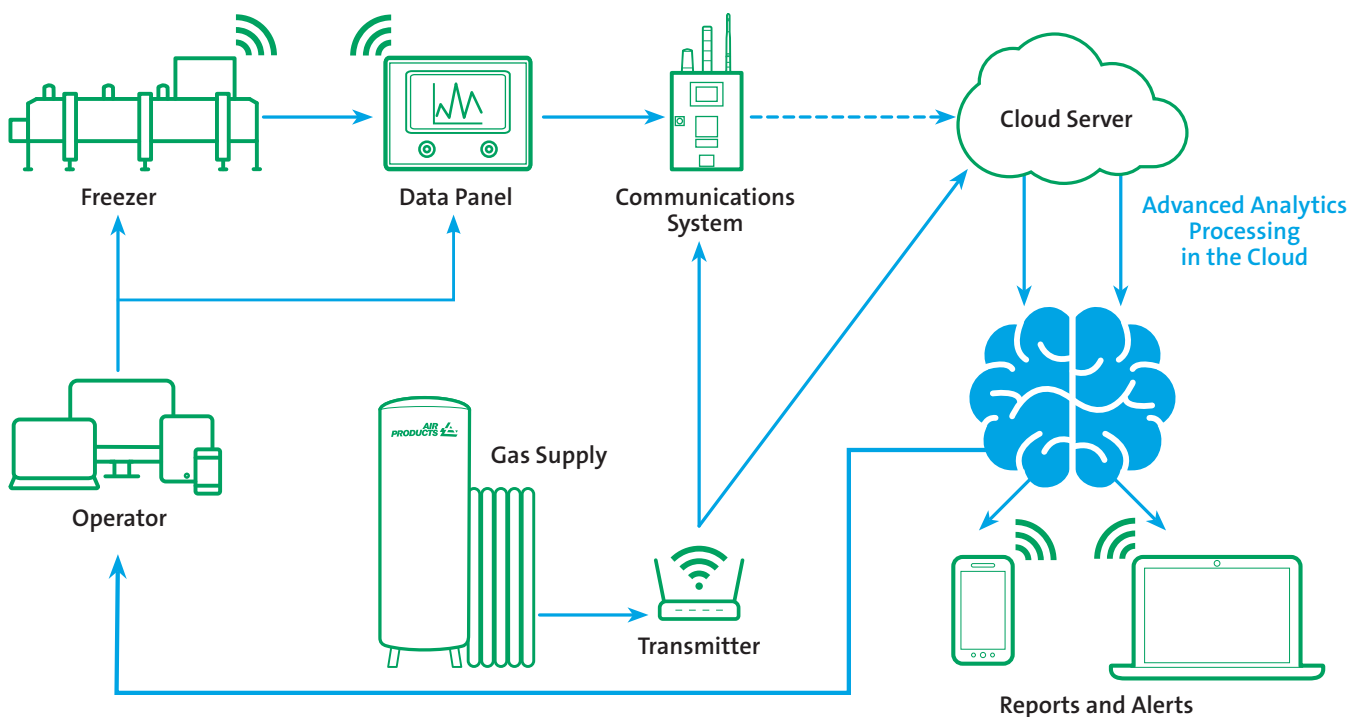 Cloud Server
Freezer
Data Panel
Communications
System
Advanced Analytics
Processing
in the Cloud
AIR
PRODUCTS
Gas Supply
Operator
Transmitter
Reports and Alerts